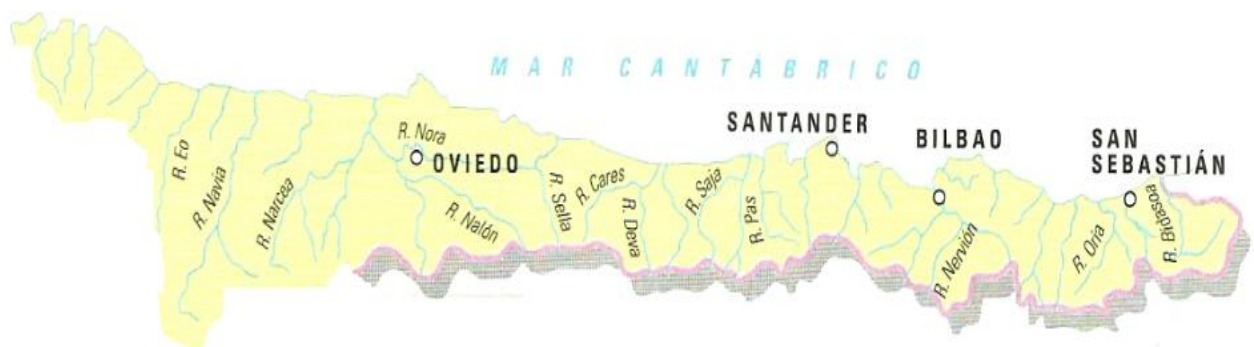 MAR CANTÁBRICO
SANTANDER
BILBAO
SAN
SEBASTIÁN
R. Eo
R. Navia
R. Narcea
R. Nora
OVIEDO
R. Nalón
R. Sella
R. Cares
R. Deva
R. Saja
R. Pas
R. Nervión
R. Oria
R. Bidasoa